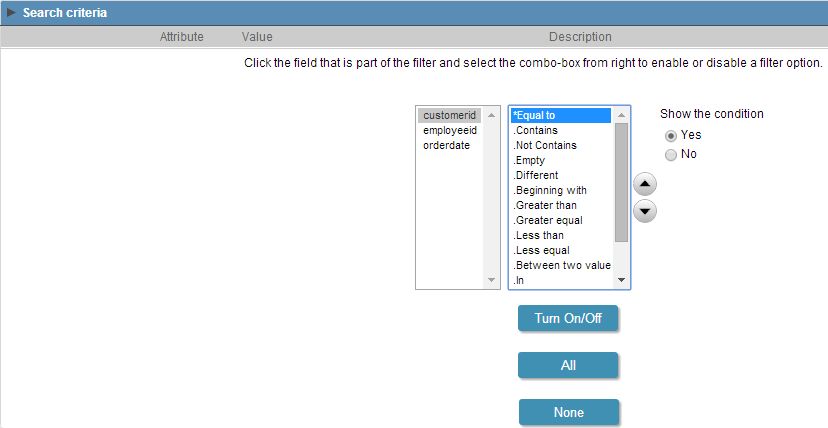 Search criteria
Attribute Value Description
Click the field that is part of the filter and select the combo-box from right to enable or disable a filter option.
customerid
employeeid
orderdate
*Equal to
.Contains
.Not Contains
.Empty
.Different
.Beginning with
.Greater than
.Greater equal
.Less than
.Less equal
.Between two value
.In
Show the condition
Yes
No
Turn On/Off
All
None